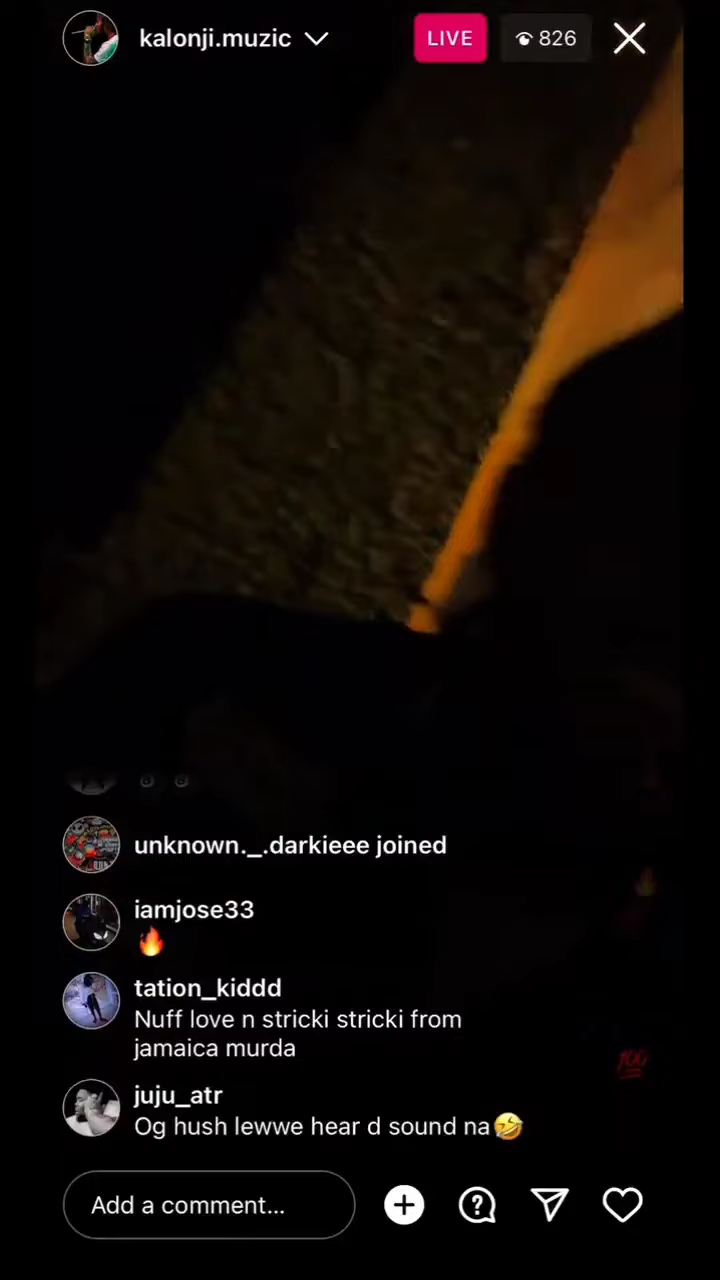 kalonji.muzic
LIVE
826
unknown._.darkieee joined
iamjose33
🔥
tation_kiddd
Nuff love n stricki stricki from
jamaica murda
💯
juju_atr
Og hush lewwe hear d sound na🤣
Add a comment...